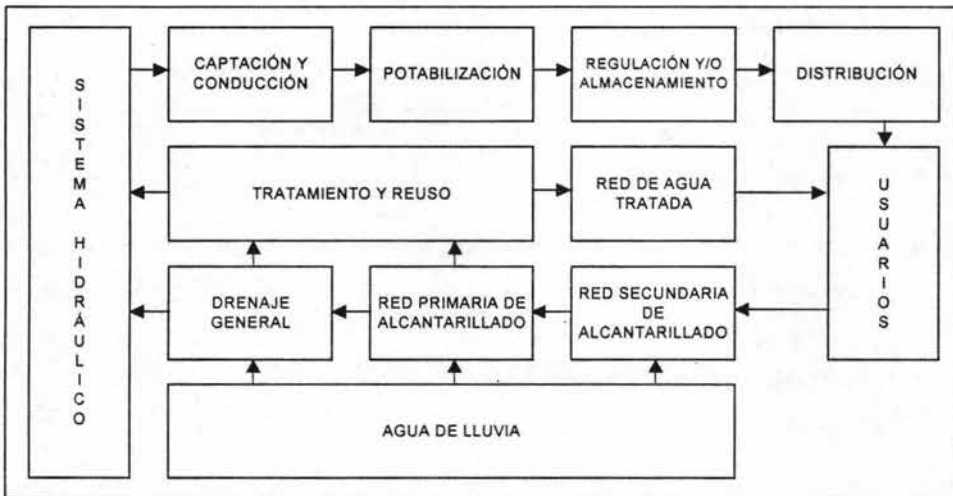 SISTEMA HIDRÁULICO
CAPTACIÓN Y
CONDUCCIÓN
POTABILIZACIÓN
REGULACIÓN Y/O
ALMACENAMIENTO
DISTRIBUCIÓN
TRATAMIENTO Y REUSO
RED DE AGUA
TRATADA
USUARIOS
DRENAJE
GENERAL
RED PRIMARIA DE
ALCANTARILLADO
RED SECUNDARIA
DE
ALCANTARILLADO
AGUA DE LLUVIA